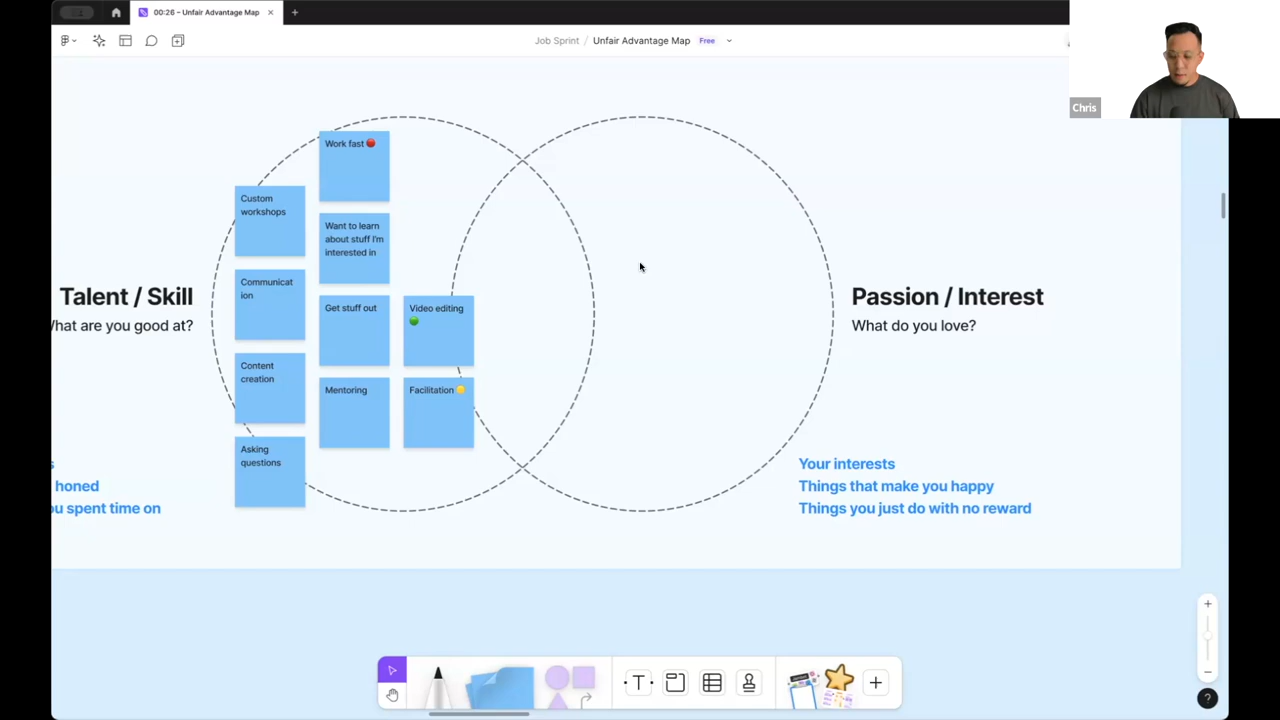 00:26 – Unfair Advantage Map
Job Sprint / Unfair Advantage Map Free
Chris
Work fast
Custom
workshops
Want to learn
about stuff I'm
interested in
Communicat
ion
Get stuff out
Video editing
Talent / Skill
What are you good at?
Passion / Interest
What do you love?
Content
creation
Mentoring
Facilitation
Asking
questions
s
honed
ou spent time on
Your interests
Things that make you happy
Things you just do with no reward
T
?